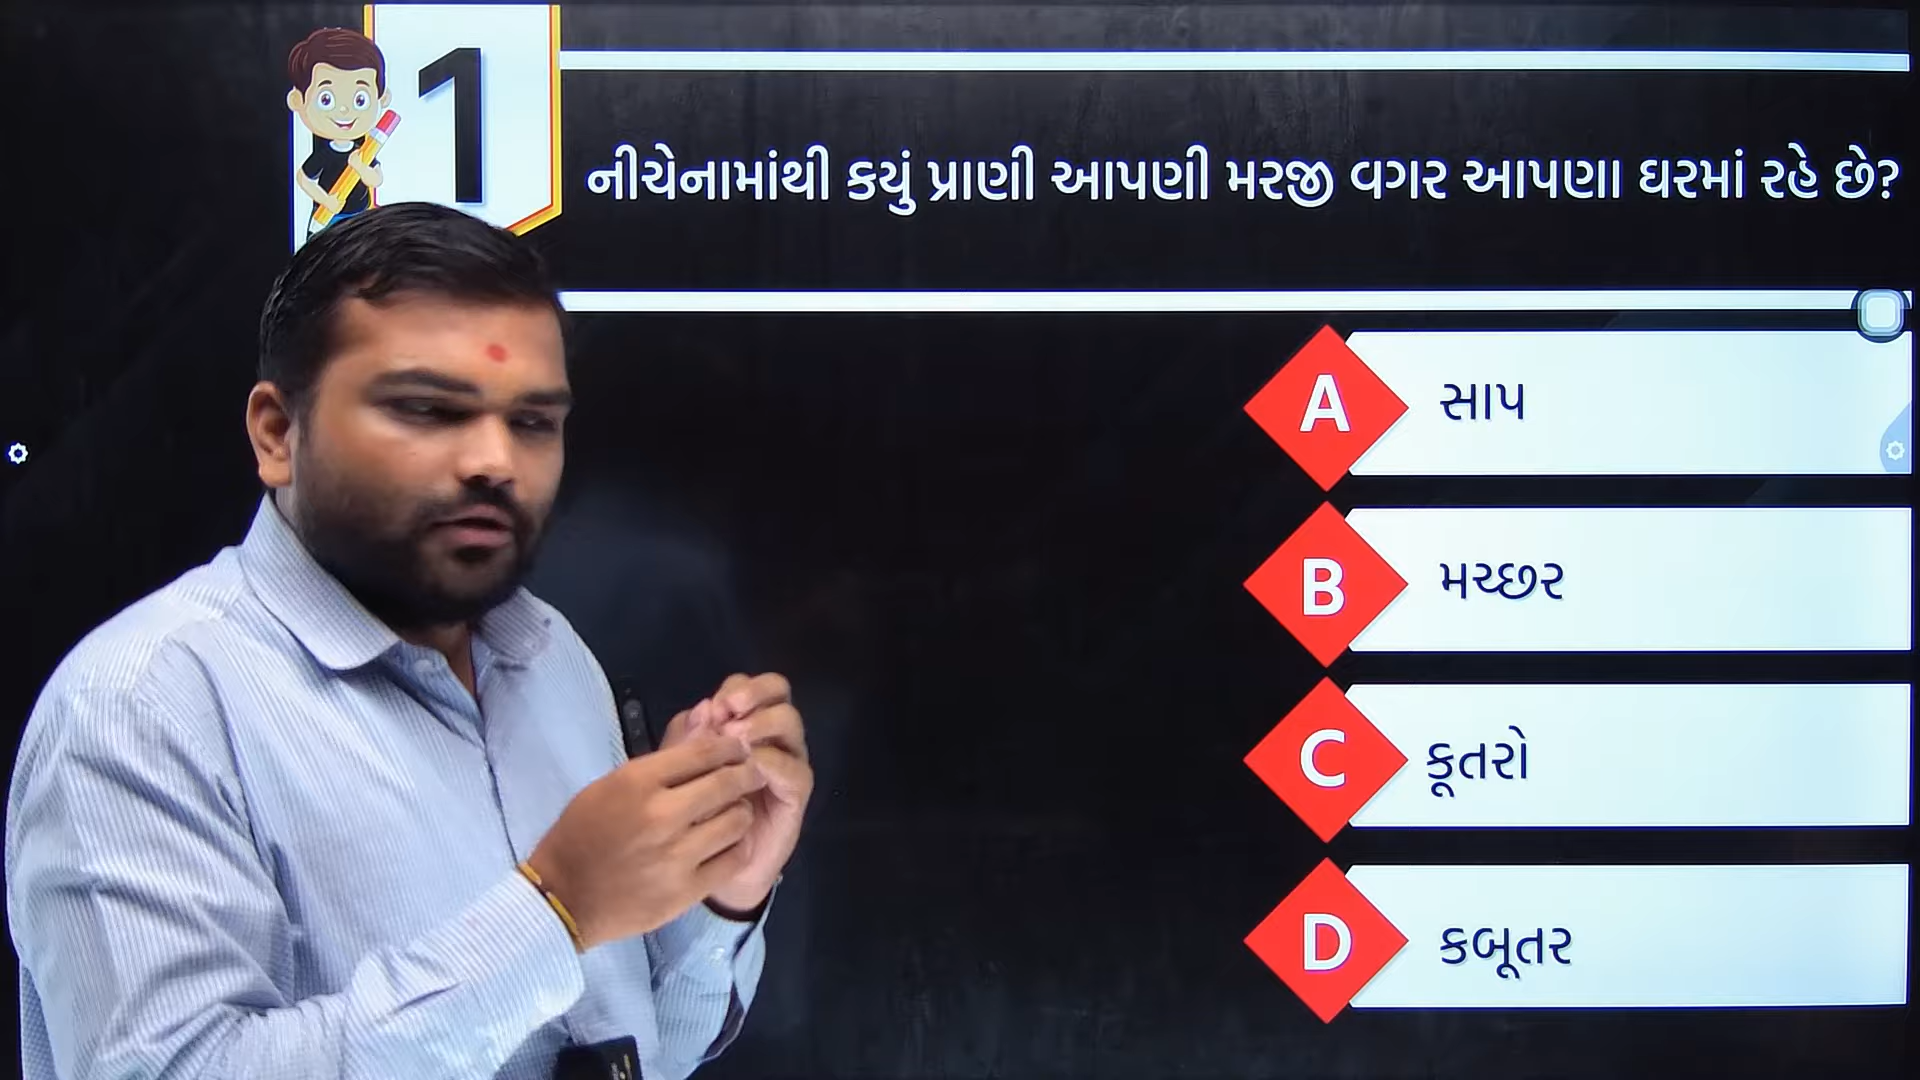 1
નીચેનામાંથી કયું પ્રાણી આપણી મરજી વગર આપણા ઘરમાં રહે છે?
A સાપ
B મચ્છર
C કૂતરો
D કબૂતર